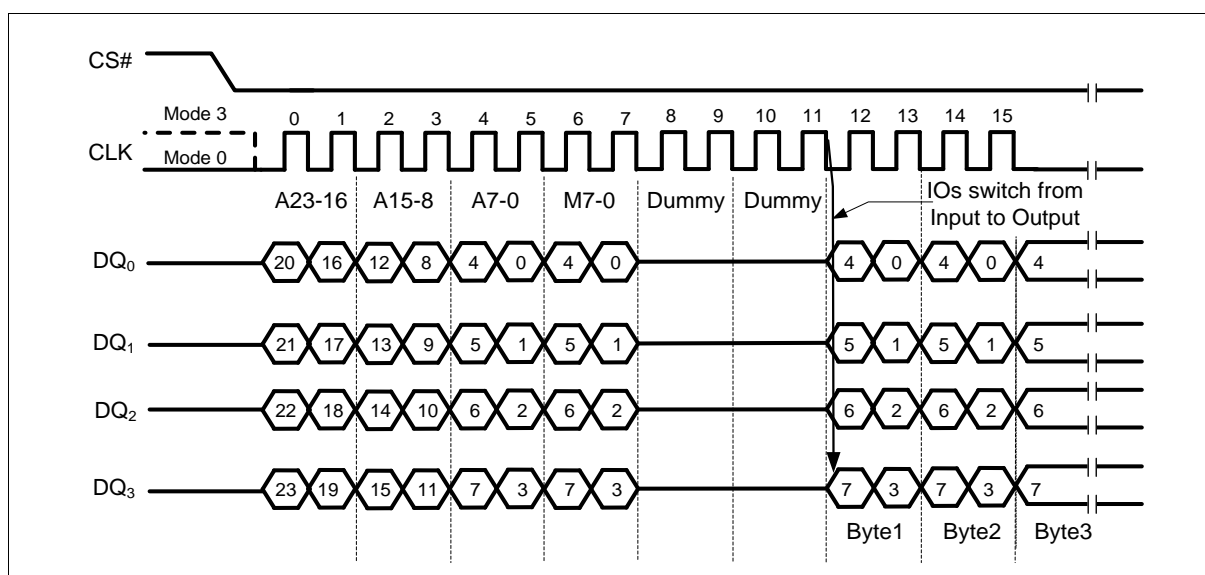 CS#
Mode 3
0 1 2 3 4 5 6 7 8 9 10 11 12 13 14 15
CLK
Mode 0
IOs switch from
Input to Output
A23-16 A15-8 A7-0 M7-0 Dummy Dummy
DQ0 20 16 12 8 4 0 4 0 4 0 4 0 4
DQ1 21 17 13 9 5 1 5 1 5 1 5 1 5
DQ2 22 18 14 10 6 2 6 2 6 2 6 2 6
DQ3 23 19 15 11 7 3 7 3 7 3 7 3 7
Byte1 Byte2 Byte3